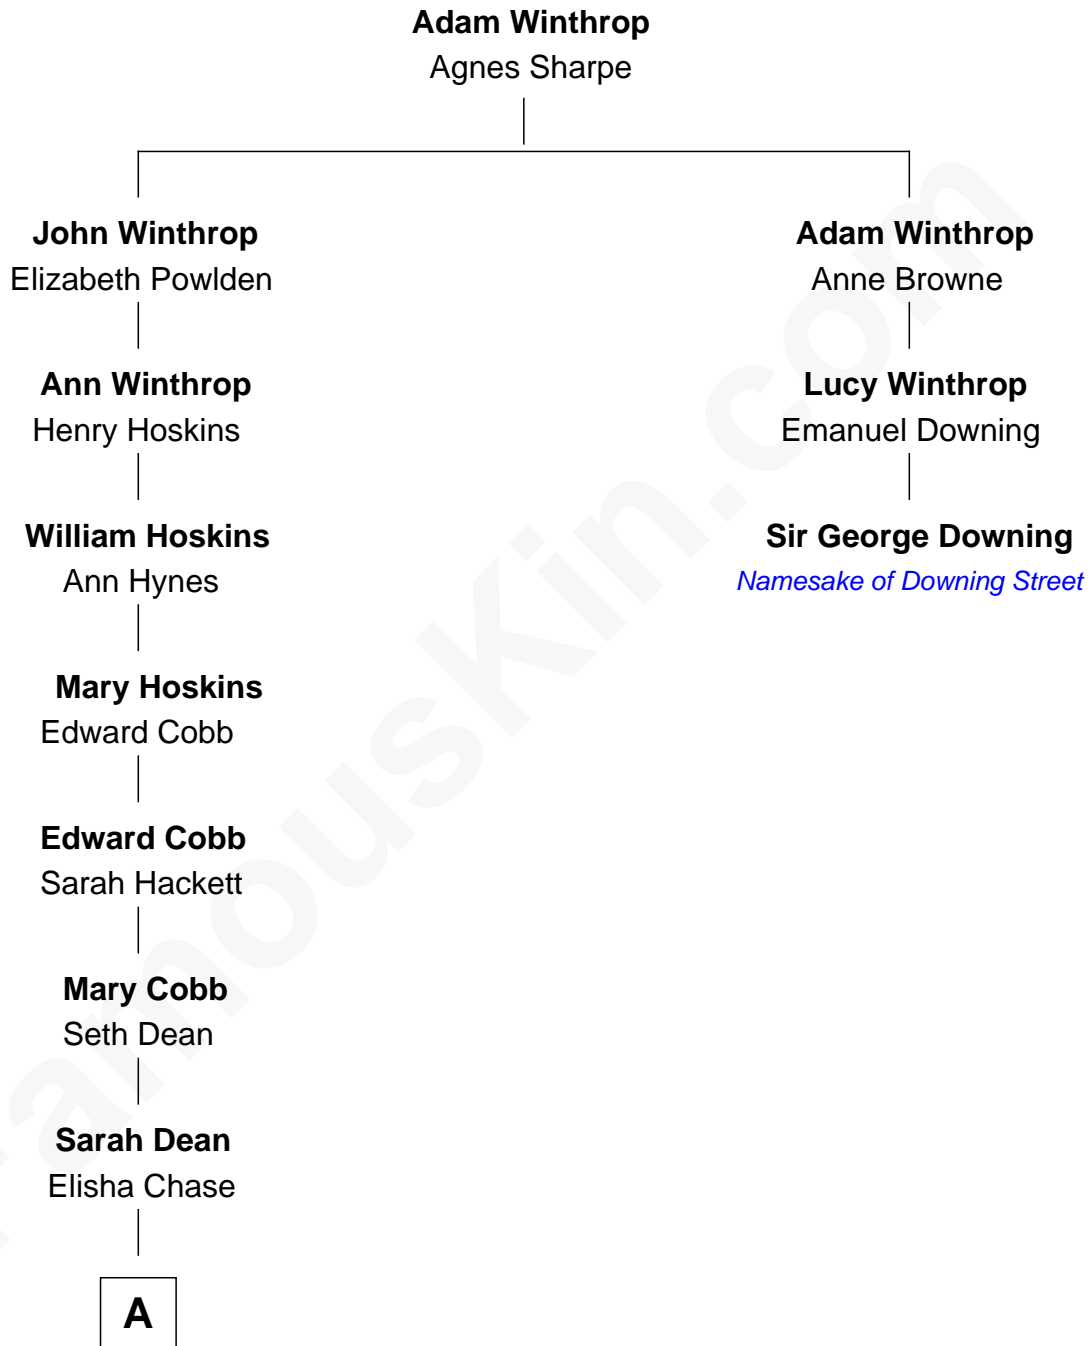 Adam Winthrop
Agnes Sharpe
John Winthrop
Elizabeth Powlden
Adam Winthrop
Anne Browne
Ann Winthrop
Henry Hoskins
Lucy Winthrop
Emanuel Downing
William Hoskins
Ann Hynes
Sir George Downing
Namesake of Downing Street
Mary Hoskins
Edward Cobb
Edward Cobb
Sarah Hackett
Mary Cobb
Seth Dean
Sarah Dean
Elisha Chase
A
FamousKin.com